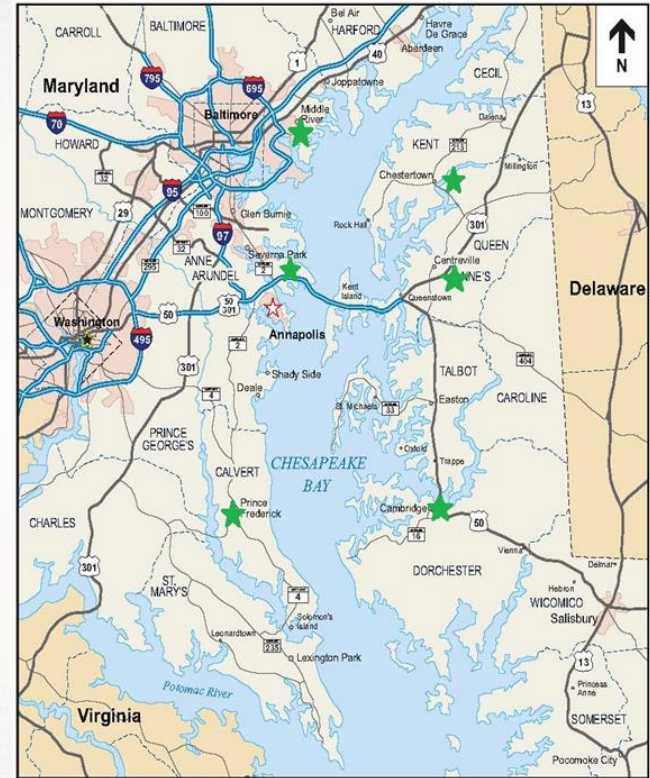 CARROLL
BALTIMORE
Bel Air
HARFORD
Havre
De Grace
Aberdeen
N
1
40
Joppatowne
CECIL
13
Maryland
795
695
Middle
River
Baltimore
70
HOWARD
KENT
Galena
213
Millington
Chestertown
32
95
MONTGOMERY
29
100
Glen Burnie
Rock Hall
301
97
QUEEN
ANNE
ARUNDEL
32
295
Severna Park
2
Centreville
NNE'S
Kent
Island
Queenstown
Delaware
50
50
301
Washington
495
Annapolis
2
301
404
TALBOT
Shady Side
4
Deale
CAROLINE
St. Michaels
33
Easton
PRINCE
GEORGE'S
Oxford
Trappe
CALVERT
CHESAPEAKE
BAY
Prince
Frederick
Cambridge
50
16
CHARLES
Vienna
Delmar
301
DORCHESTER
ST.
MARY'S
4
Hebron
WICOMICO
Salisbury
Solomon's
Island
Leonardtown
235
Lexington Park
13
Princess
Anne
Potomac River
Virginia
SOMERSET
Pocomoke City